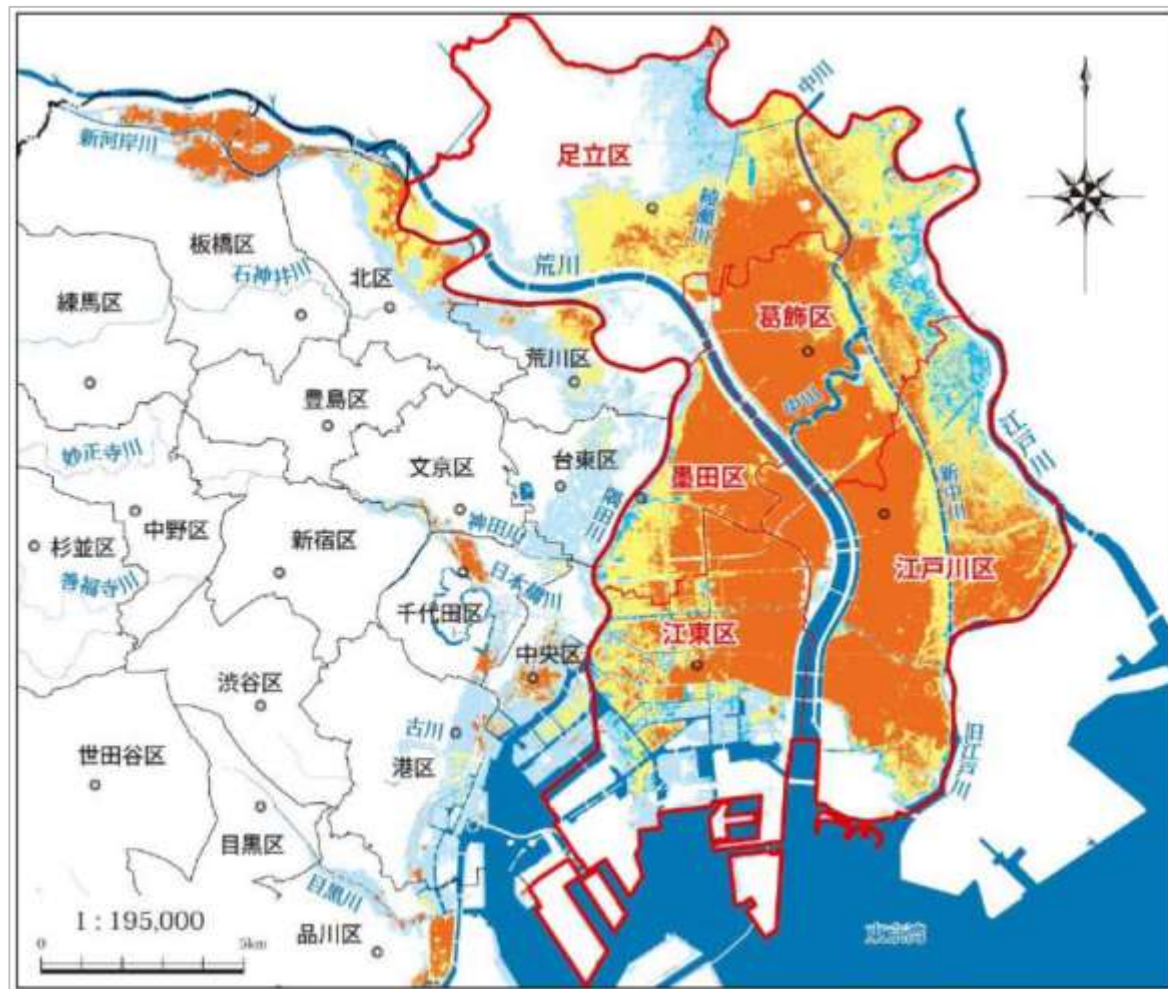 中川
新河岸川
足立区
綾瀬川
板橋区
石神井川
北区
荒川
練馬区
葛飾区
荒川区
豊島区
中川
妙正寺川
文京区
台東区
隅田川
墨田区
新中川
江戸川
中野区
神田川
杉並区
新宿区
善福寺川
日本橋川
江戸川区
千代田区
江東区
中央区
渋谷区
古川
旧江戸川
世田谷区
港区
目黒区
目黒川
1 : 195,000
品川区
東京湾
0 5km